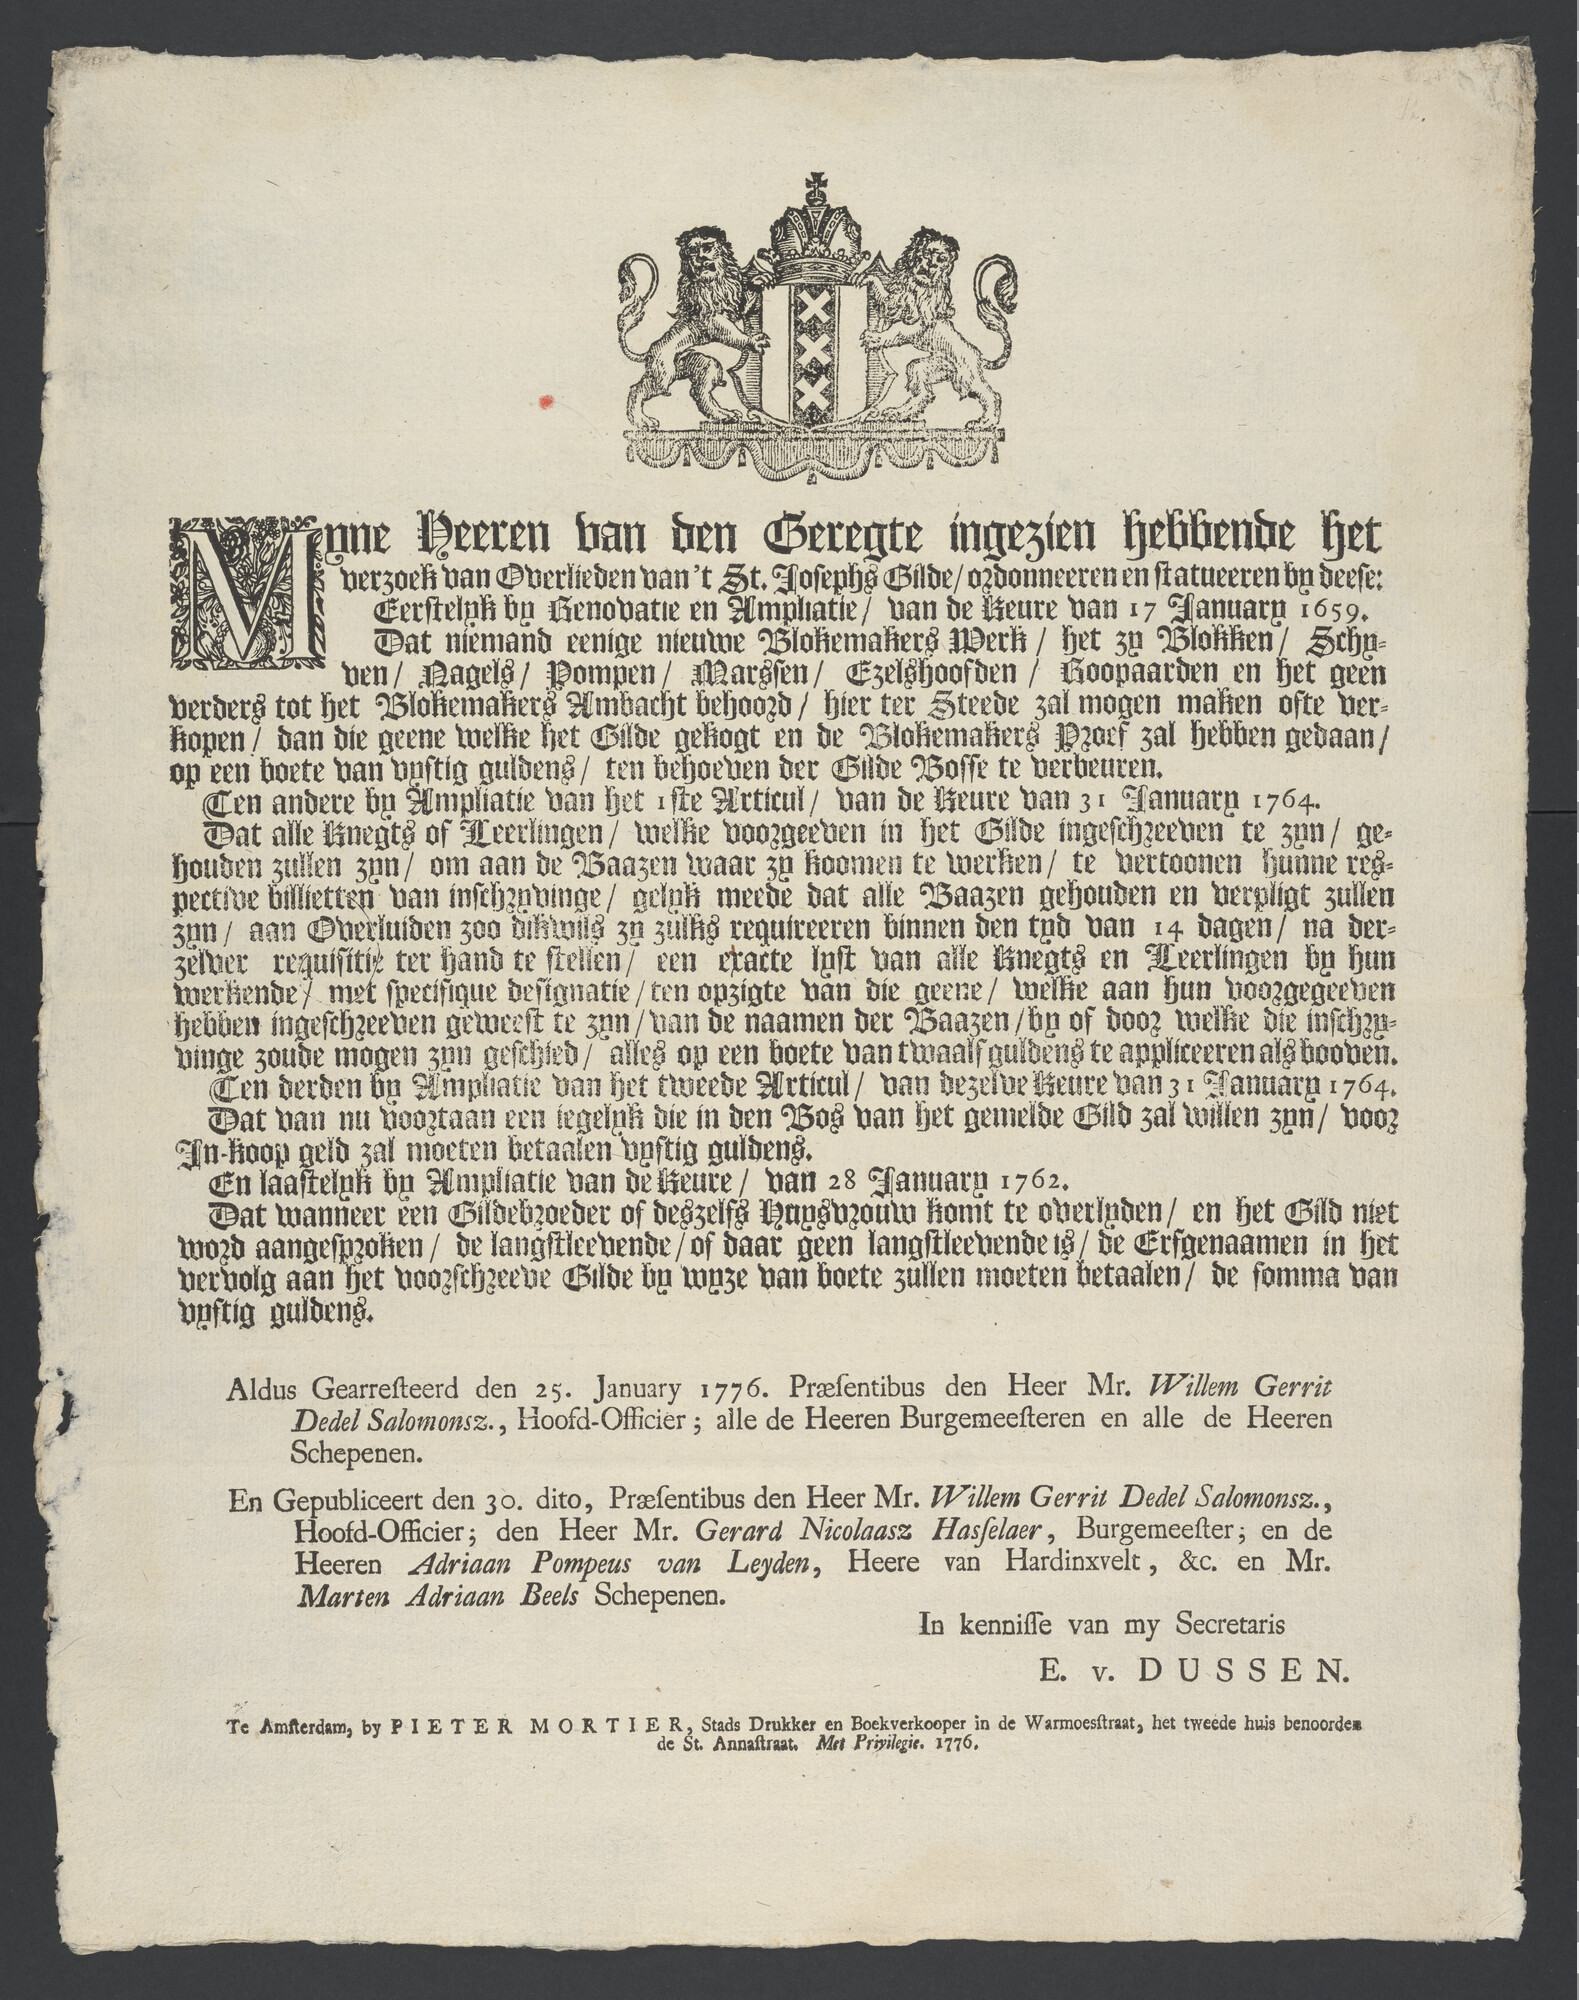 Myne Heeren van den Geregte ingezien hebbende het
verzoek van Overlieden van 't St. Josephs Gilde / ordonneeren en statueeren by deese:
Eerstelyk by Renovatie en Ampliatie / van de Keure van 17 January 1659.
Dat niemand eenige nieuwe Blokemakers Werk / het zy Blokken / Schy-
ven / Nagels / Pompen / Marssen / Ezelshoofden / Roopaarden en het geen
verders tot het Blokemakers Ambacht behoord / hier ter Steede zal mogen maken ofte ver-
kopen / dan die geene welke het Gilde gekogt en de Blokemakers Proef zal hebben gedaan /
op een boete van vyftig guldens / ten behoeven der Gilde Bosse te verbeuren.
Ten andere by Ampliatie van het 1ste Articul / van de Keure van 31 January 1764.
Dat alle Knegts of Leerlingen / welke voorgeeven in het Gilde ingeschreeven te zyn / ge-
houden zullen zyn / om aan de Baazen waar zy koomen te werken / te vertoonen hunne res-
pective billietten van inschryvinge / gelyk meede dat alle Baazen gehouden en verpligt zullen
zyn / aan Overluiden zoo dikwils zy zulks requireeren binnen den tyd van 14 dagen / na der-
zelver requisitie ter hand te stellen / een exacte lyst van alle Knegts en Leerlingen by hun
werkende / met specifique designatie / ten opzigte van die geene / welke aan hun voorgegeeven
hebben ingeschreeven geweest te zyn / van de naamen der Baazen / by of door welke die inschry-
vinge zoude mogen zyn geschied / alles op een boete van twaalf guldens te appliceeren als booven.
Ten derden by Ampliatie van het tweede Articul / van dezelve Keure van 31 January 1764.
Dat van nu voortaan een iegelyk die in den Bos van het gemelde Gild zal willen zyn / voor
In-koop geld zal moeten betaalen vyftig guldens.
En laastelyk by Ampliatie van de Keure / van 28 January 1762.
Dat wanneer een Gildebroeder of deszelfs Huysvrouw komt te overlyden / en het Gild niet
word aangesproken / de langstleevende / of daar geen langstleevende is / de Erfgenaamen in het
vervolg aan het voorschreeve Gilde by wyze van boete zullen moeten betaalen / de somma van
vyftig guldens.
Aldus Gearresteerd den 25. January 1776. Præsentibus den Heer Mr. Willem Gerrit
Dedel Salomonsz., Hoofd-Officier; alle de Heeren Burgemeesteren en alle de Heeren
Schepenen.
En Gepubliceert den 30. dito, Præsentibus den Heer Mr. Willem Gerrit Dedel Salomonsz.,
Hoofd-Officier; den Heer Mr. Gerard Nicolaasz Hasselaer, Burgemeester; en de
Heeren Adriaan Pompeus van Leyden, Heere van Hardinxvelt, &c. en Mr.
Marten Adriaan Beels Schepenen.
In kennisse van my Secretaris
E. v. DUSSEN.
Te Amsterdam, by PIETER MORTIER, Stads Drukker en Boekverkooper in de Warmoesstraat, het tweede huis benoorden
de St. Annastraat. Met Privilegie. 1776.